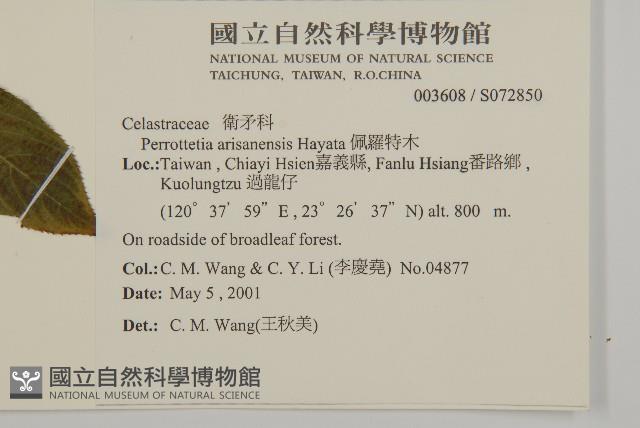 國立自然科學博物館
NATIONAL MUSEUM OF NATURAL SCIENCE
TAICHUNG, TAIWAN, R.O.CHINA
003608 / S072850
Celastraceae 衛矛科
Perrottetia arisanensis Hayata 佩羅特木
Loc.:Taiwan , Chiayi Hsien嘉義縣, Fanlu Hsiang番路鄉 ,
Kuolungtzu 過龍仔
(120° 37′ 59” E , 23° 26′ 37” N) alt. 800 m.
On roadside of broadleaf forest.
Col.: C. M. Wang & C. Y. Li (李慶堯) No.04877
Date: May 5 , 2001
Det.: C. M. Wang(王秋美)
國立自然科學博物館
NATIONAL MUSEUM OF NATURAL SCIENCE